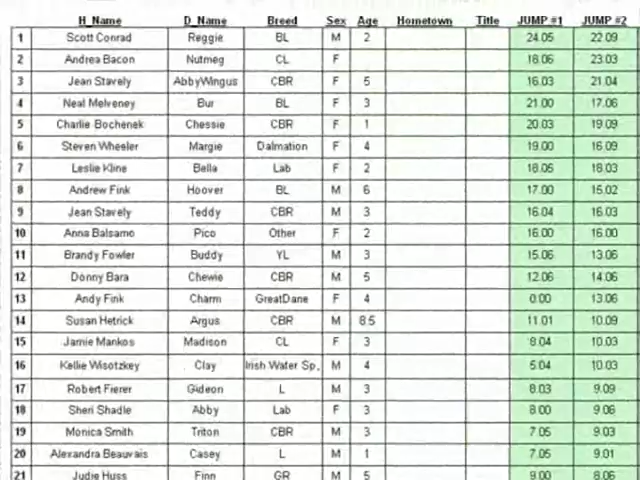 H_Name D_Name Breed Sex Age Hometown Title JUMP #1 JUMP #2
1 Scott Conrad Reggie BL M 2 24.05 22.09
2 Andrea Bacon Nutmeg CL F 18.06 23.03
3 Jean Stavely AbbyWingus CBR F 5 16.03 21.04
4 Neal Melveney Bur BL F 3 21.00 17.06
5 Charlie Bochenek Chessie CBR F 1 20.03 19.09
6 Steven Wheeler Margie Dalmation F 4 19.00 16.09
7 Leslie Kline Bella Lab F 2 18.05 18.03
8 Andrew Fink Hoover BL M 6 17.00 15.02
9 Jean Stavely Teddy CBR M 3 16.04 16.03
10 Anna Balsamo Pico Other F 2 16.00 16.00
11 Brandy Fowler Buddy YL M 3 15.06 13.06
12 Donny Bara Chewie CBR M 5 12.06 14.06
13 Andy Fink Charm GreatDane F 4 0.00 13.06
14 Susan Hetrick Argus CBR M 8.5 11.01 10.09
15 Jamie Mankos Madison CL F 3 8.04 10.03
16 Kellie Wisotzkey Clay Irish Water Sp. M 4 5.04 10.03
17 Robert Fierer Gideon L M 3 8.03 9.09
18 Sheri Shadle Abby Lab F 3 8.00 9.06
19 Monica Smith Triton CBR M 3 7.05 9.03
20 Alexandra Beauvais Casey L M 1 7.05 9.01
21 Judie Huss Finn GR M 5 9.00 8.06